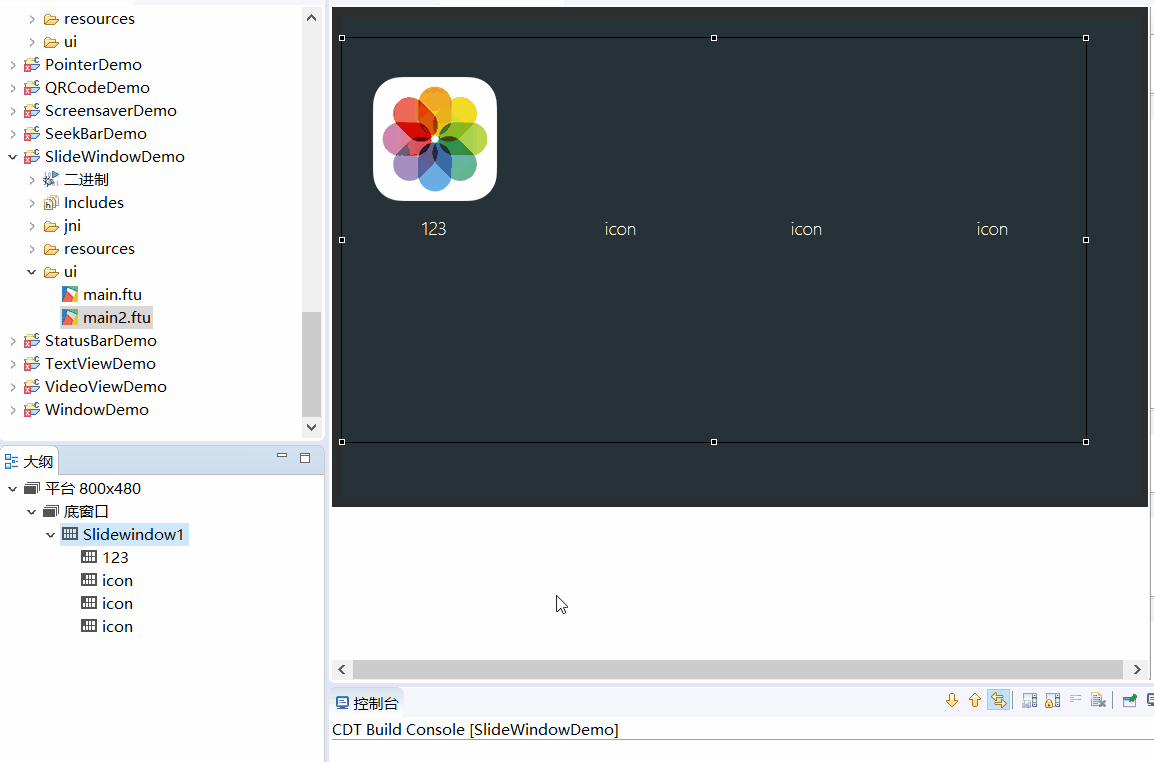 resources
ui
PointerDemo
QRCodeDemo
ScreensaverDemo
SeekBarDemo
SlideWindowDemo
二进制
Includes
jni
resources
ui
main.ftu
main2.ftu
StatusBarDemo
TextViewDemo
VideoViewDemo
WindowDemo
大纲
平台 800x480
底窗口
Slidewindow1
123
icon
icon
icon
123
icon
icon
icon
控制台
CDT Build Console [SlideWindowDemo]